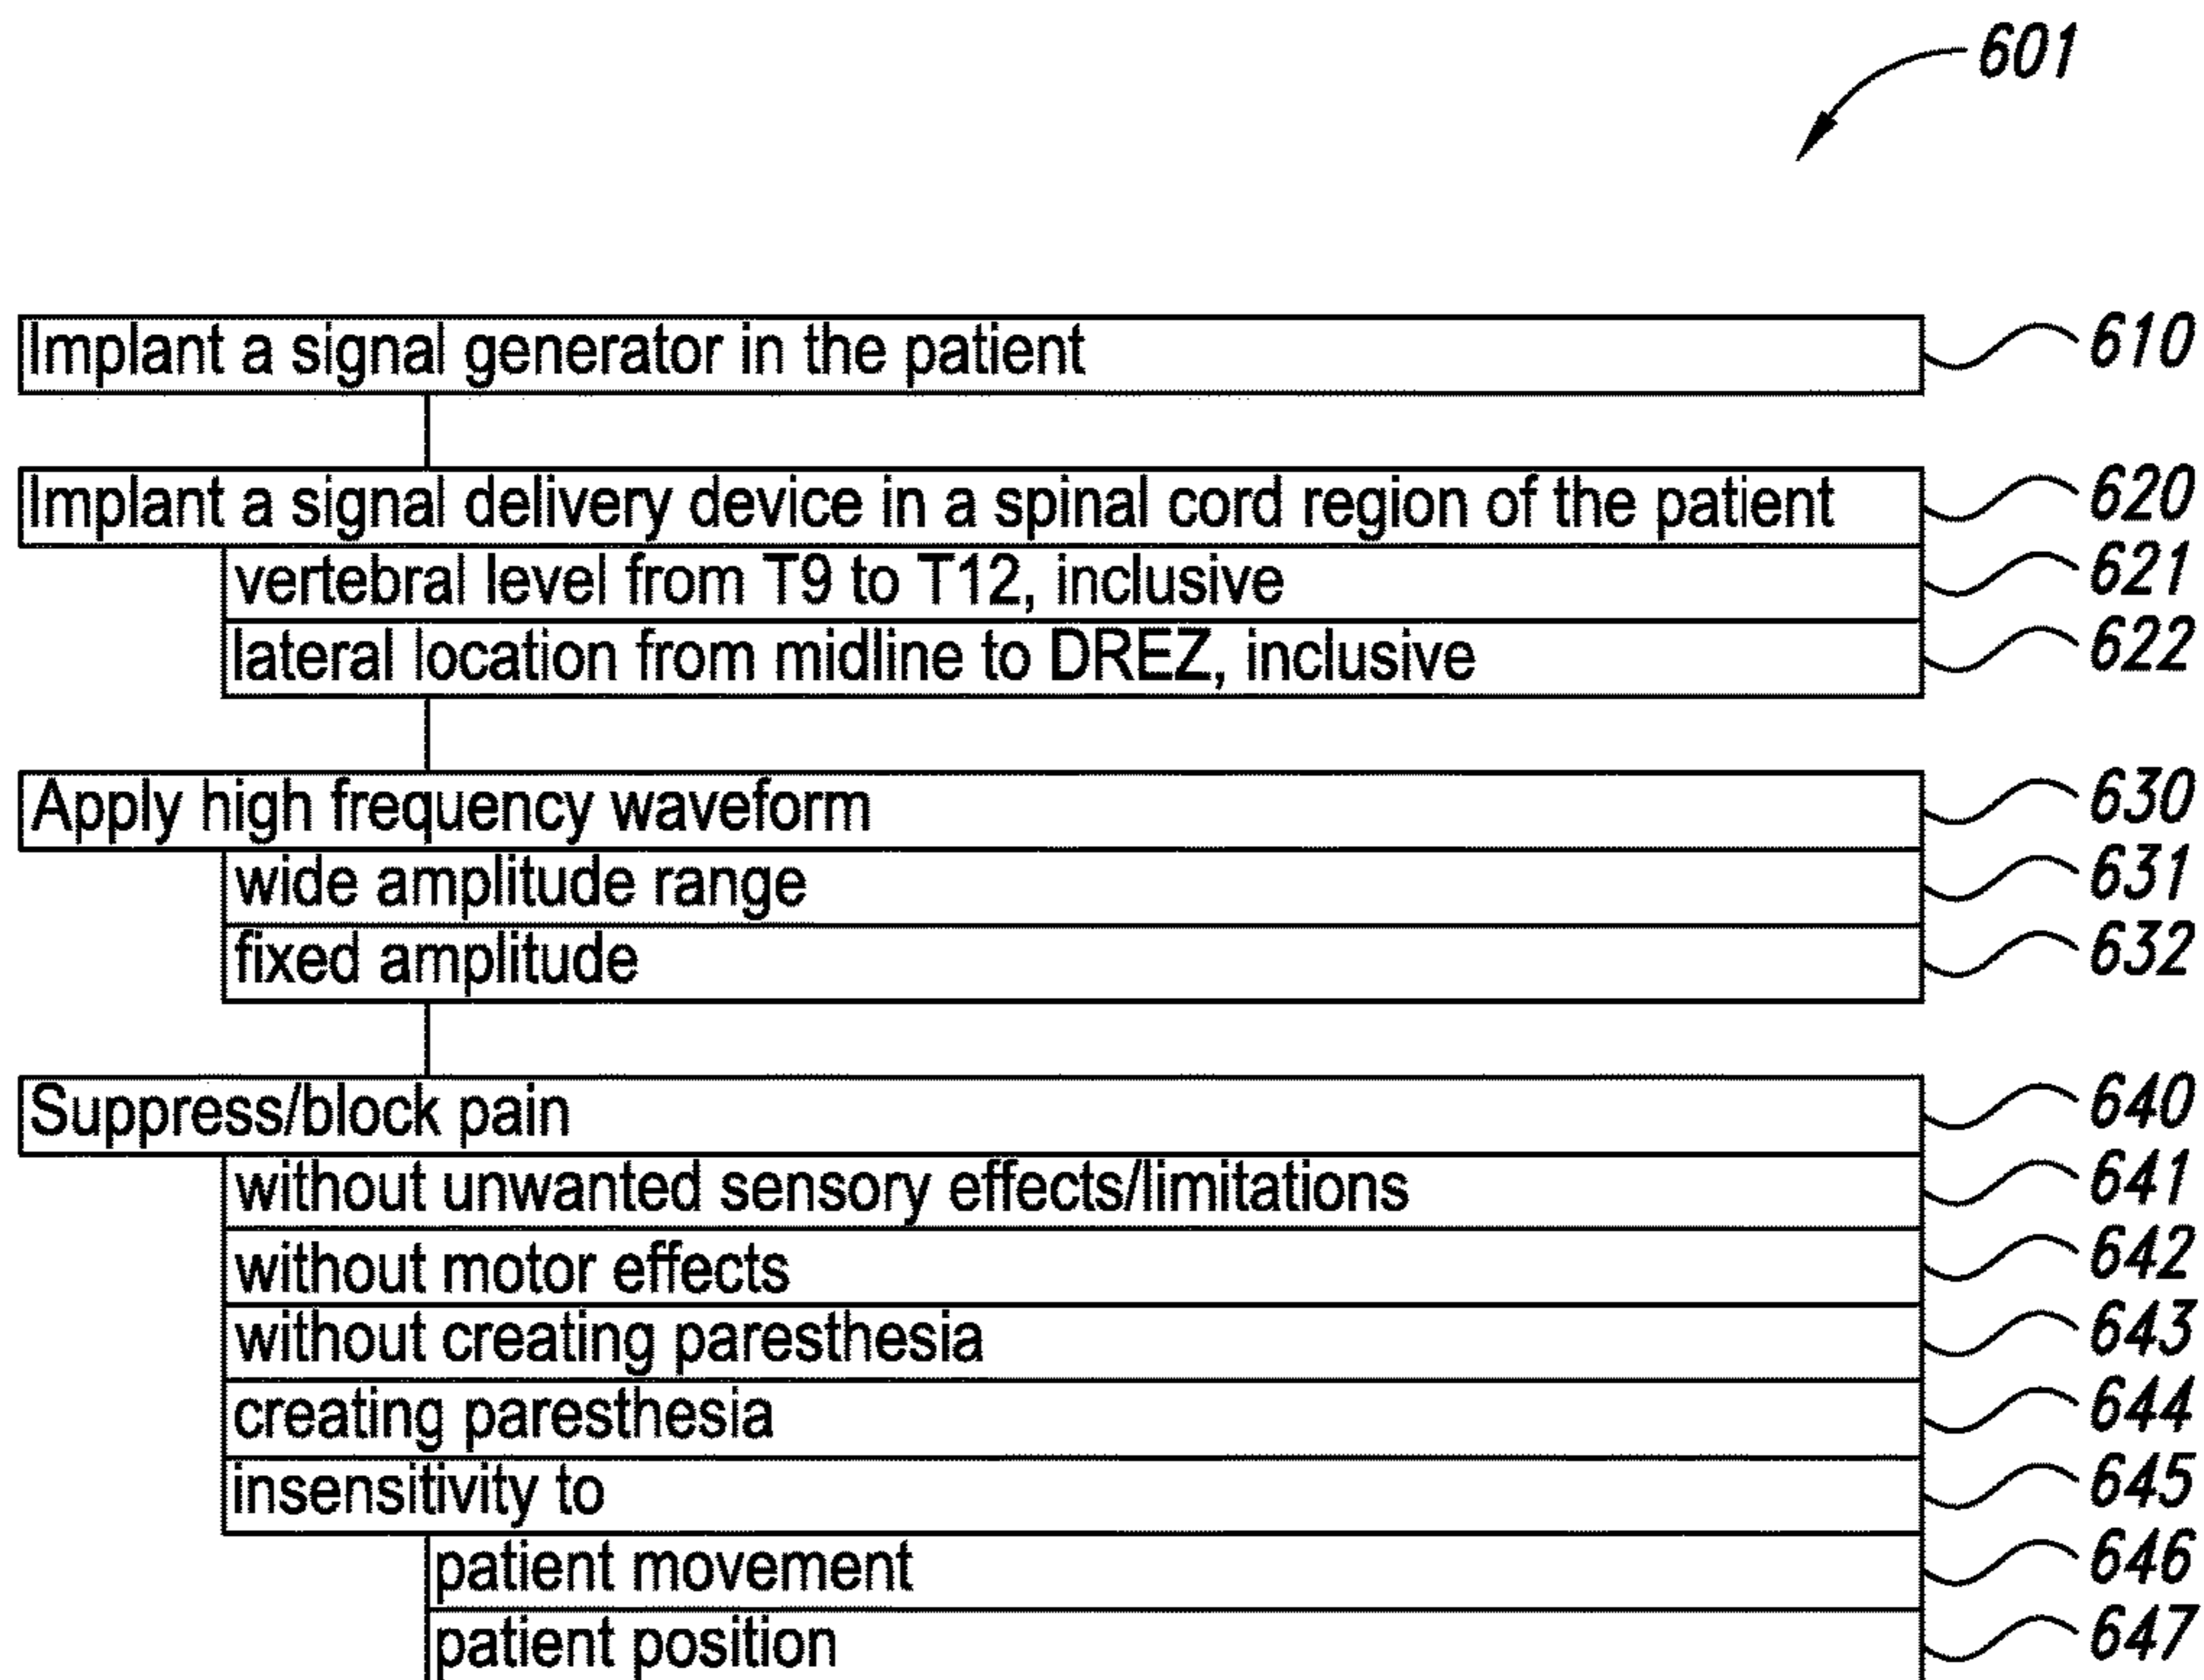 601
Implant a signal generator in the patient 610
Implant a signal delivery device in a spinal cord region of the patient 620
vertebral level from T9 to T12, inclusive 621
lateral location from midline to DREZ, inclusive 622
Apply high frequency waveform 630
wide amplitude range 631
fixed amplitude 632
Suppress/block pain 640
without unwanted sensory effects/limitations 641
without motor effects 642
without creating paresthesia 643
creating paresthesia 644
insensitivity to 645
patient movement 646
patient position 647